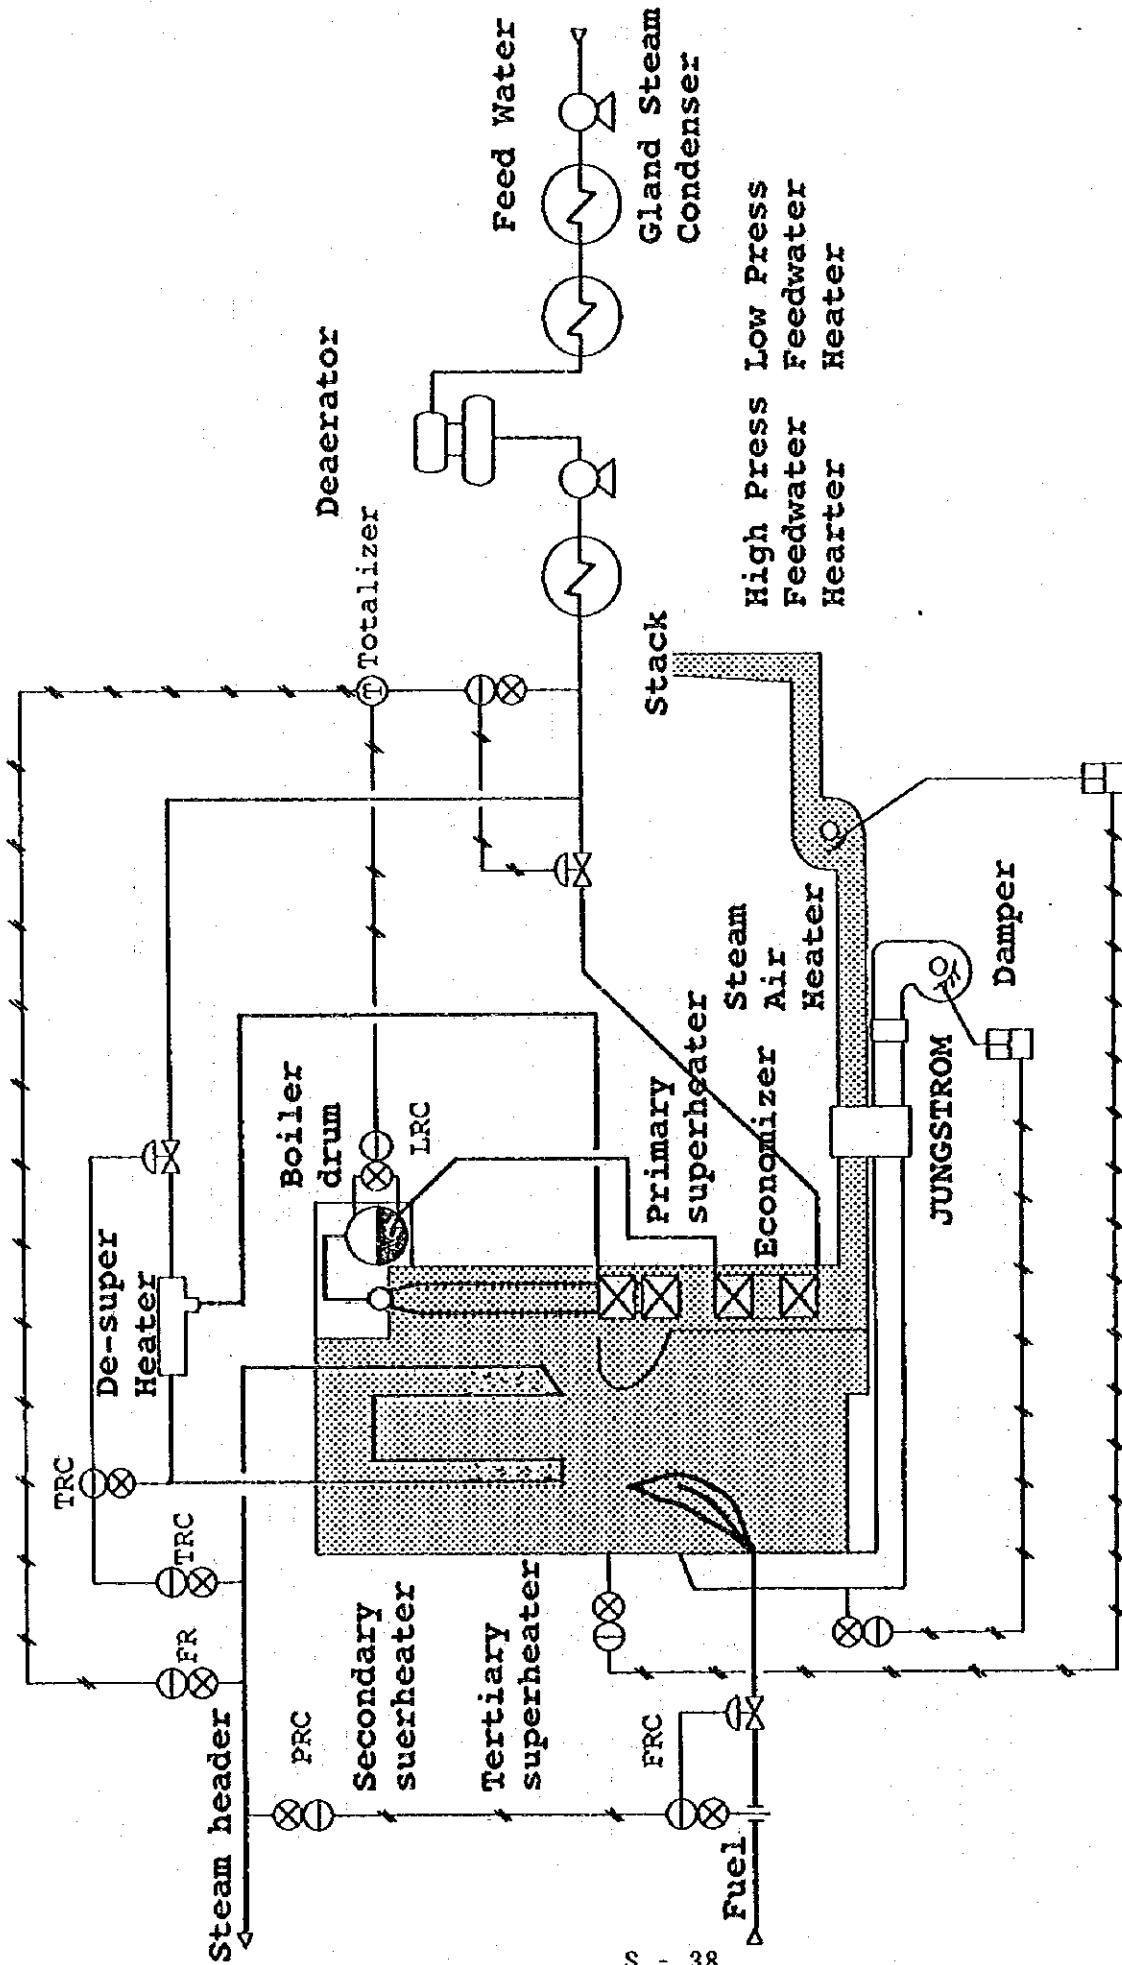 Feed Water
Gland Steam
Condenser
Low Press
Feedwater
Heater
High Press
Feedwater
Hearter
Deaerator
Totalizer
Stack
Steam
Air
Heater
Damper
JUNGSTROM
Primary
superheater
Economizer
Boiler
drum
LRC
De-super
Heater
TRC
TRC
FR
Steam header
PRC
Secondary
suerheater
Tertiary
superheater
FRC
Fuel
T
S - 38